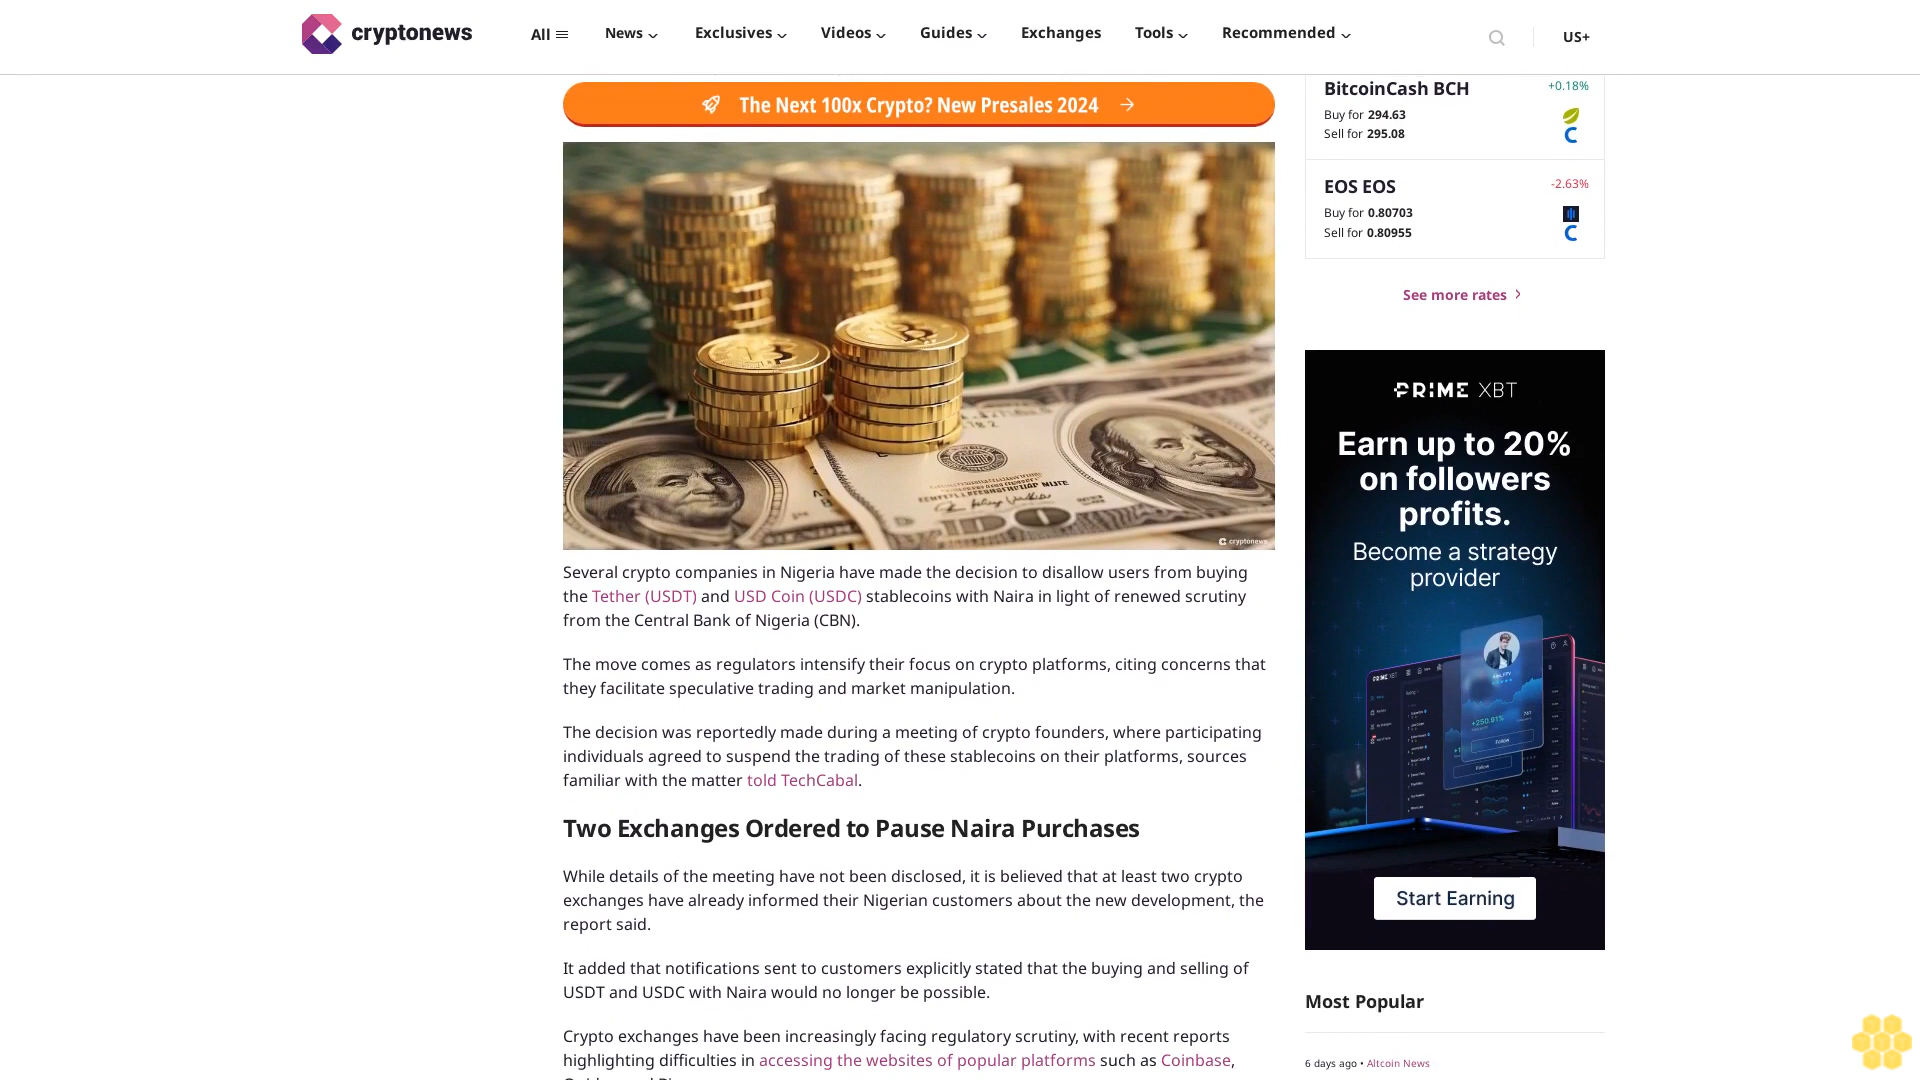 cryptonews
All
News
Exclusives
Videos
Guides
Exchanges
Tools
Recommended
US+
The Next 100x Crypto? New Presales 2024
cryptonews
Several crypto companies in Nigeria have made the decision to disallow users from buying
the Tether (USDT) and USD Coin (USDC) stablecoins with Naira in light of renewed scrutiny
from the Central Bank of Nigeria (CBN).
The move comes as regulators intensify their focus on crypto platforms, citing concerns that
they facilitate speculative trading and market manipulation.
The decision was reportedly made during a meeting of crypto founders, where participating
individuals agreed to suspend the trading of these stablecoins on their platforms, sources
familiar with the matter told TechCabal.
Two Exchanges Ordered to Pause Naira Purchases
While details of the meeting have not been disclosed, it is believed that at least two crypto
exchanges have already informed their Nigerian customers about the new development, the
report said.
It added that notifications sent to customers explicitly stated that the buying and selling of
USDT and USDC with Naira would no longer be possible.
Crypto exchanges have been increasingly facing regulatory scrutiny, with recent reports
highlighting difficulties in accessing the websites of popular platforms such as Coinbase,
BitcoinCash BCH
+0.18%
Buy for 294.63
Sell for 295.08
EOS EOS
-2.63%
Buy for 0.80703
Sell for 0.80955
See more rates
PRIME XBT
Earn up to 20%
on followers
profits.
Become a strategy
provider
PRIME XBT
+250.91%
Follow
Follow
Start Earning
Most Popular
6 days ago • Altcoin News